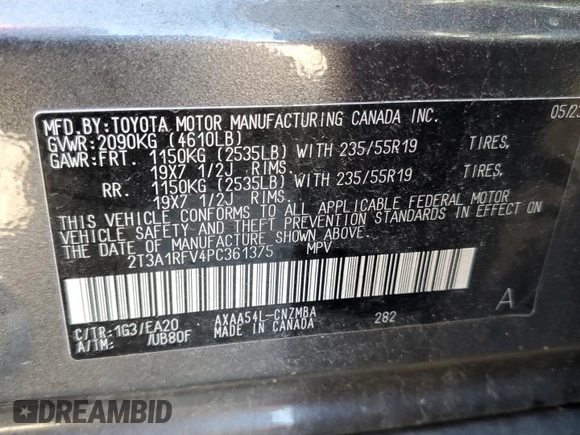 MFD.BY:TOYOTA MOTOR MANUFACTURING CANADA INC. 05/23
GVWR:2090KG (4610LB)
GAWR:FRT. 1150KG (2535LB) WITH 235/55R19 TIRES,
19X7 1/2J RIMS.
RR. 1150KG (2535LB) WITH 235/55R19 TIRES,
19X7 1/2J RIMS.
THIS VEHICLE CONFORMS TO ALL APPLICABLE FEDERAL MOTOR
VEHICLE SAFETY AND THEFT PREVENTION STANDARDS IN EFFECT ON
THE DATE OF MANUFACTURE SHOWN ABOVE.
2T3A1RFV4PC361375 MPV
C/TR:1G3/EA20 AXAA54L-CNZMBA 282 A
A/TM: /UB80F MADE IN CANADA
DREAMBID